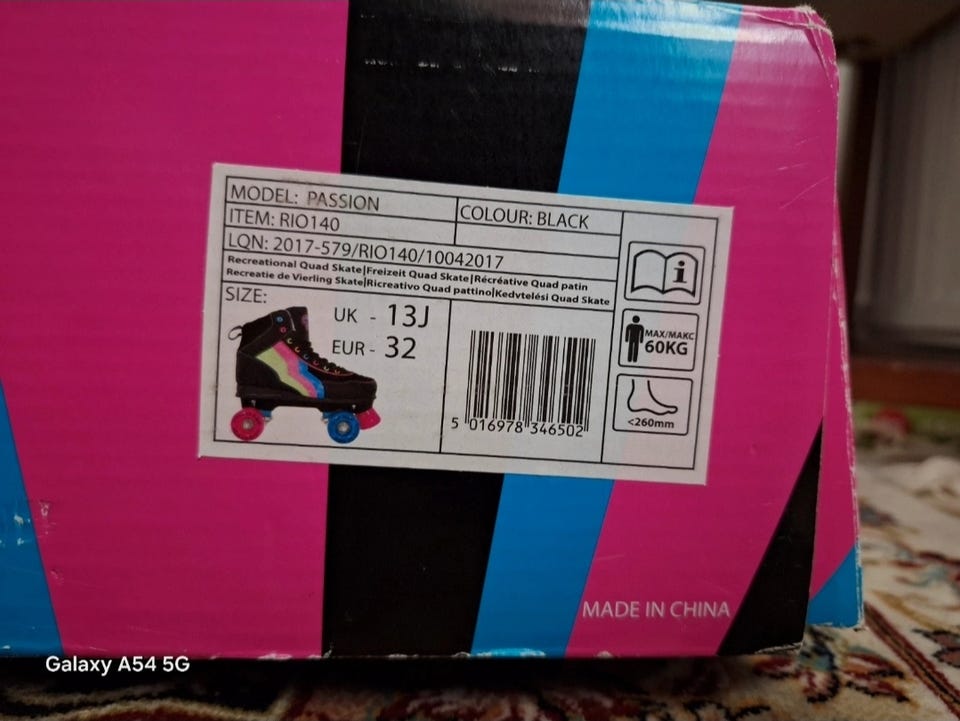 MODEL: PASSION
COLOUR: BLACK
ITEM: RIO140
LQN: 2017-579/RIO140/10042017
Recreational Quad Skate|Freizeit Quad Skate|Récréative Quad patin
Recreatie de Vierling Skate|Ricreativo Quad pattino|Kedvtelési Quad Skate
SIZE:
UK - 13J
EUR - 32
5 016978 346502
i
MAX/МАКС
60KG
<260mm
MADE IN CHINA
Galaxy A54 5G